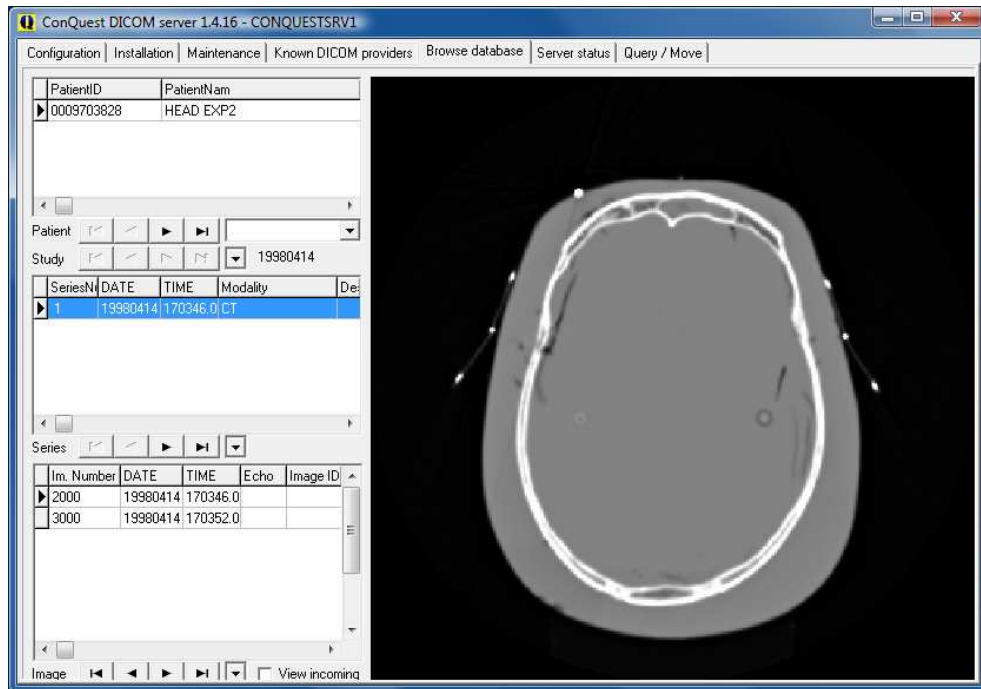 ConQuest DICOM server 1.4.16 - CONQUESTSRV1
Configuration Installation Maintenance Known DICOM providers Browse database Server status Query / Move
PatientID PatientNam
0009703828 HEAD EXP2
Patient
Study 19980414
SeriesN DATE TIME Modality De
1 19980414 170346.0 CT
Series
Im. Number DATE TIME Echo Image ID
2000 19980414 170346.0
3000 19980414 170352.0
Image View incoming